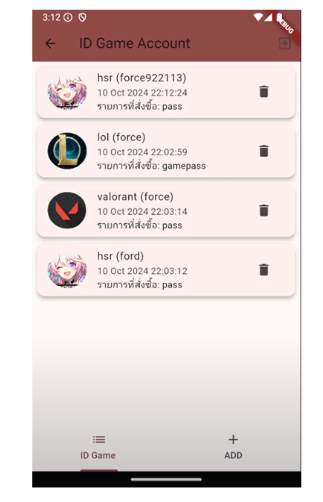 3:12
DEBUG
ID Game Account
hsr (force922113)
10 Oct 2024 22:12:24
รายการที่สั่งซื้อ: pass
lol (force)
10 Oct 2024 22:02:59
รายการที่สั่งซื้อ: gamepass
valorant (force)
10 Oct 2024 22:03:14
รายการที่สั่งซื้อ: pass
hsr (ford)
10 Oct 2024 22:03:12
รายการที่สั่งซื้อ: pass
ID Game
ADD